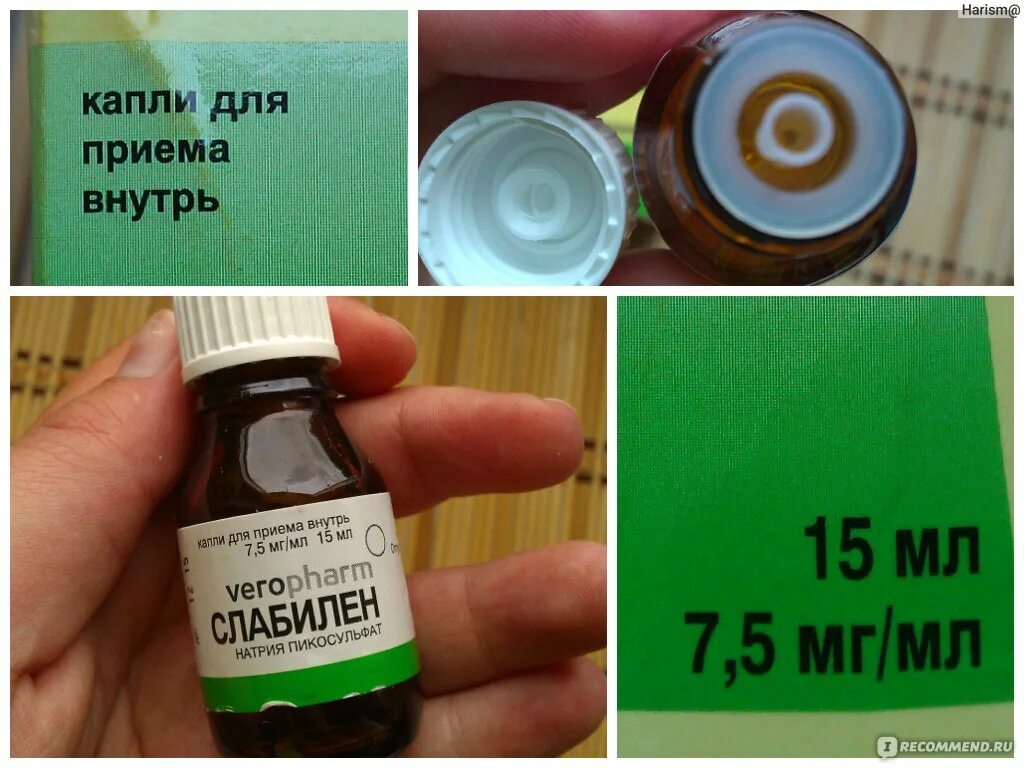 Harism@
капли для
приема
внутрь
капли для приема внутрь
7,5 мг/мл 15 мл
veropharm
СЛАБИЛЕН
НАТРИЯ ПИКОСУЛЬФАТ
15 мл
7,5 мг/мл
IRECOMMEND.RU